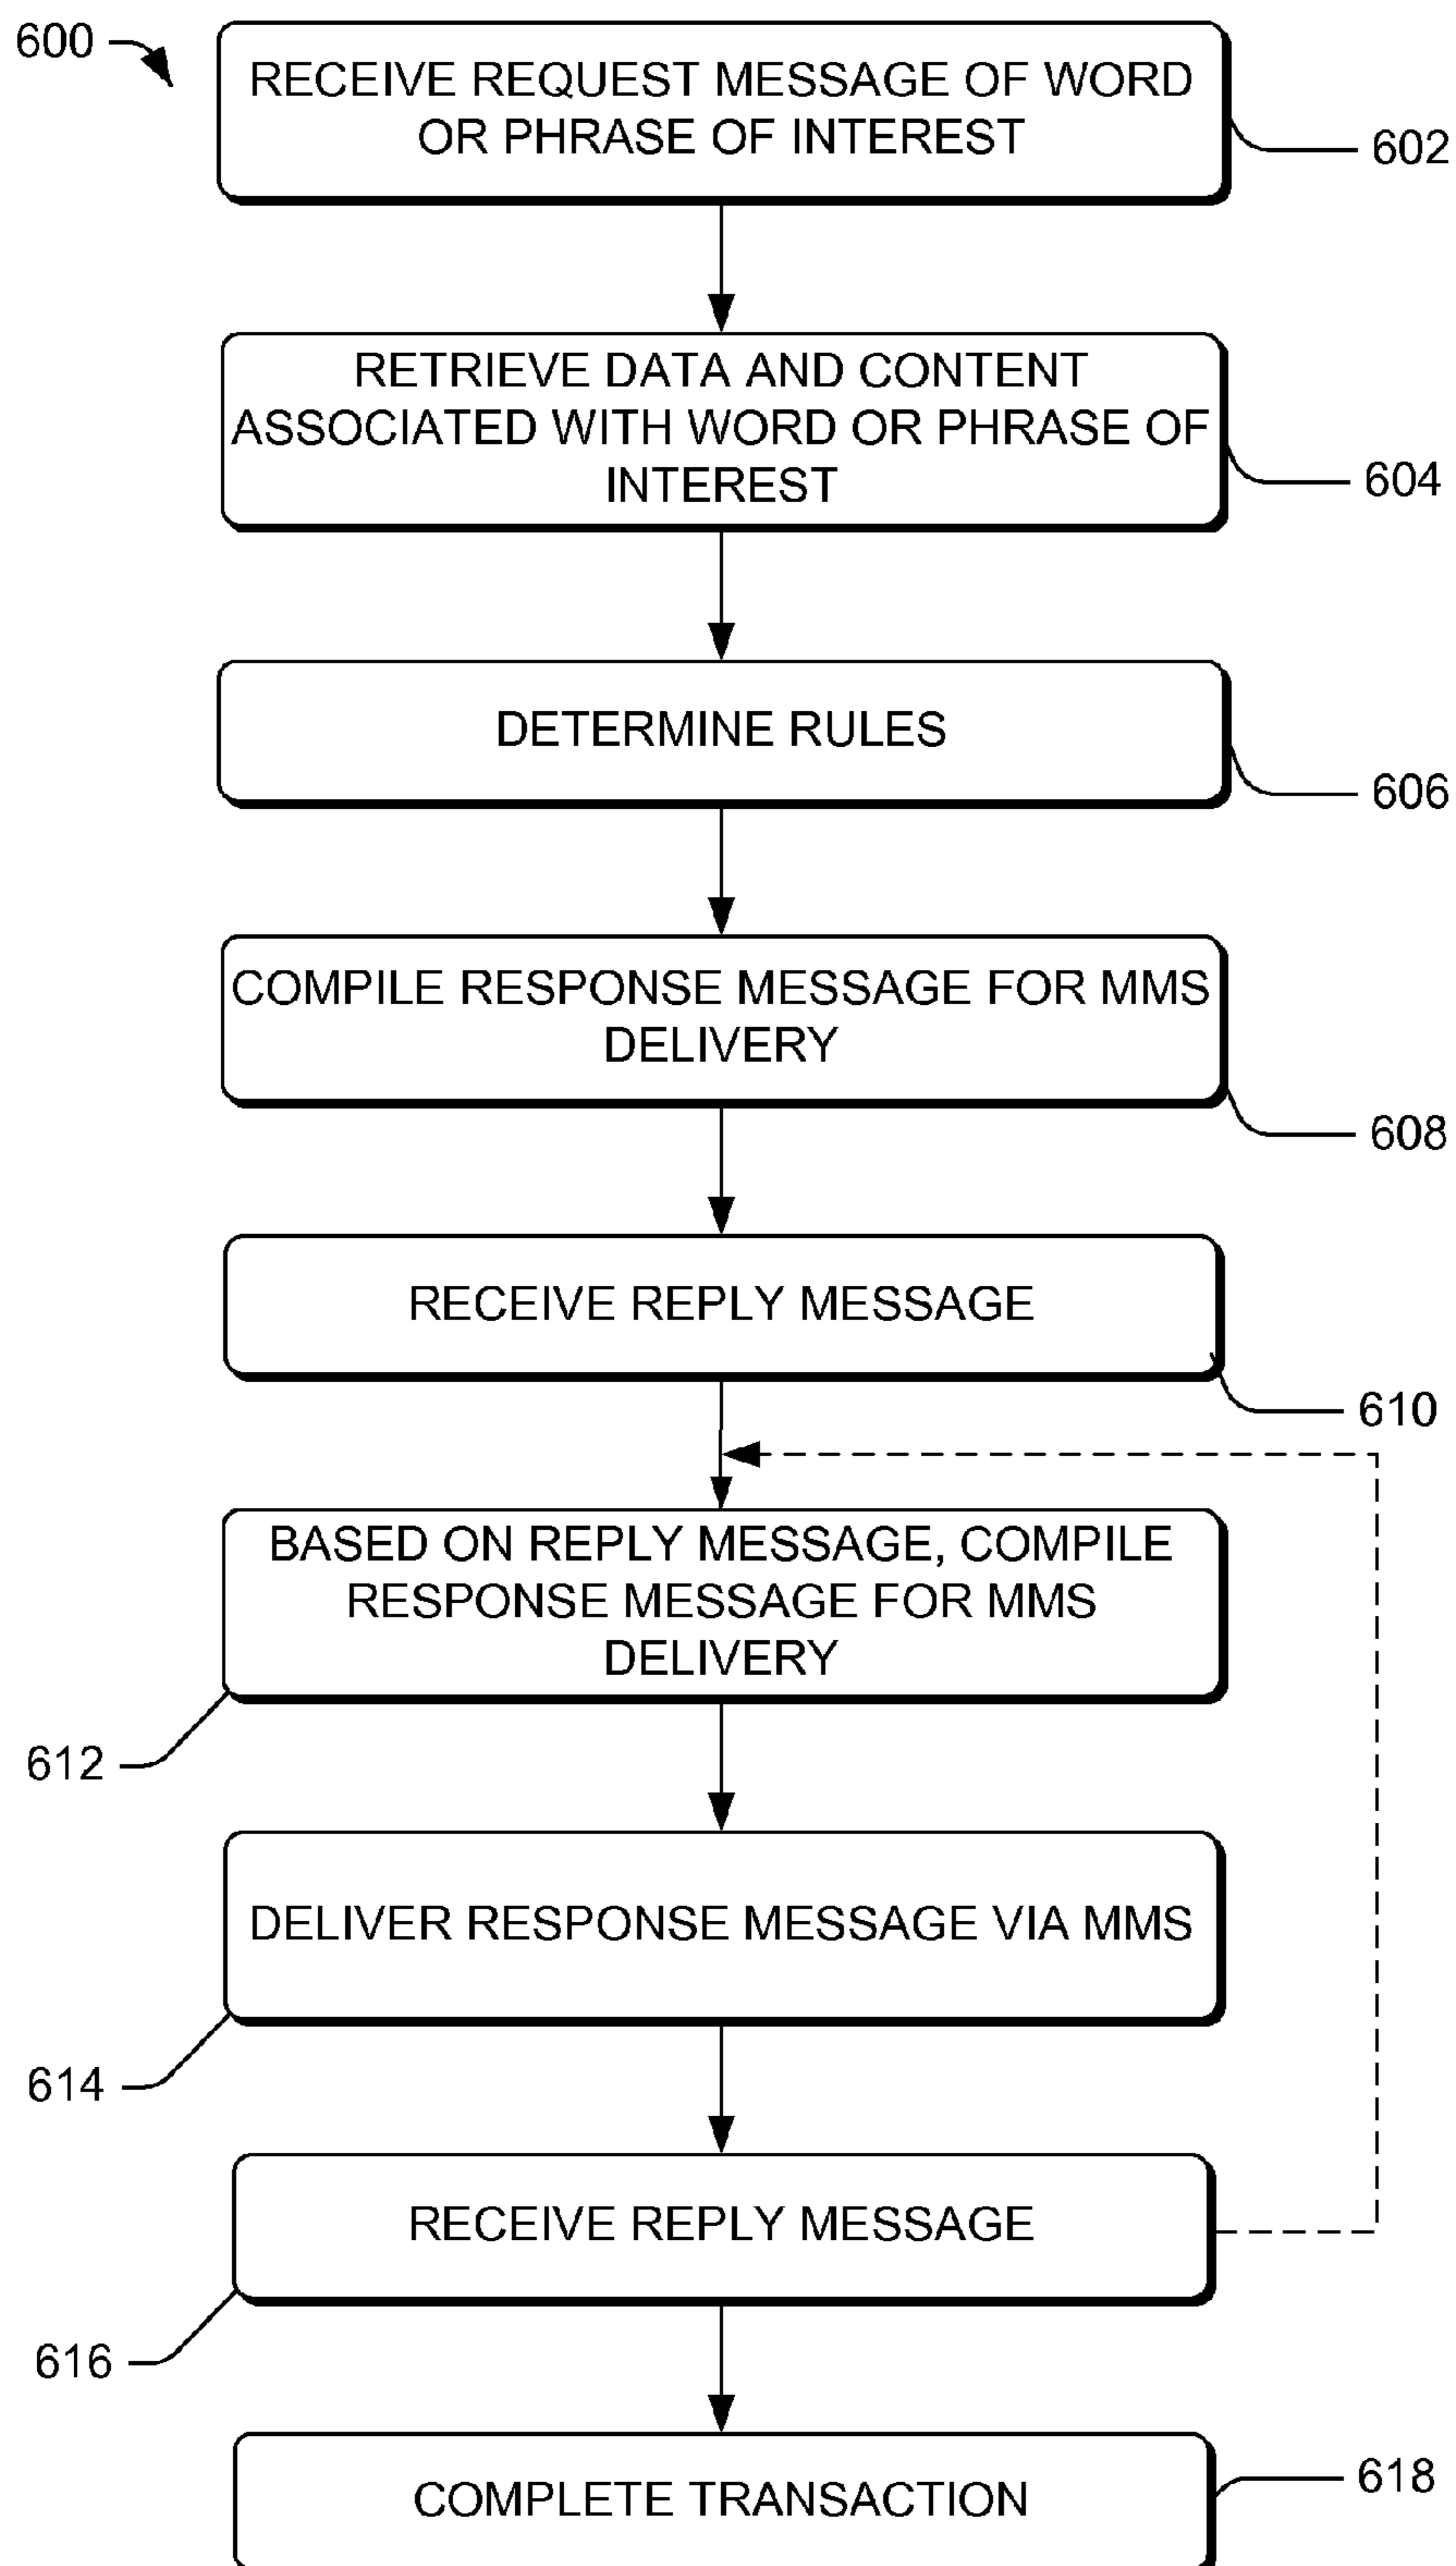 600
RECEIVE REQUEST MESSAGE OF WORD
OR PHRASE OF INTEREST
602
RETRIEVE DATA AND CONTENT
ASSOCIATED WITH WORD OR PHRASE OF
INTEREST
604
DETERMINE RULES
606
COMPILE RESPONSE MESSAGE FOR MMS
DELIVERY
608
RECEIVE REPLY MESSAGE
610
BASED ON REPLY MESSAGE, COMPILE
RESPONSE MESSAGE FOR MMS
DELIVERY
612
DELIVER RESPONSE MESSAGE VIA MMS
614
RECEIVE REPLY MESSAGE
616
COMPLETE TRANSACTION
618